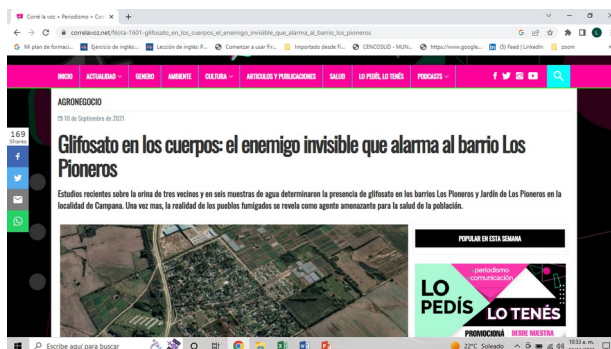 Corré la voz • Periodismo + Con
correlavoz.net/Nota-1601-glifosato_en_los_cuerpos_el_enemigo_invisible_que_alarma_al_barrio_los_pioneros
Mi plan de formaci...
Ejercicio de inglés...
Lección de inglés: P...
Comenzar a usar Fir...
Importado desde Fi...
CENCOSUD - MUN...
https://www.google...
(5) Feed | LinkedIn
zoom
INICIO
ACTUALIDAD
GENERO
AMBIENTE
CULTURA
ARTICULOS Y PUBLICACIONES
SALUD
LO PEDÍS, LO TENÉS
PODCASTS
AGRONEGOCIO
10 de Septiembre de 2021
169
Shares
Glifosato en los cuerpos: el enemigo invisible que alarma al barrio Los
Pioneros
Estudios recientes sobre la orina de tres vecinos y en seis muestras de agua determinaron la presencia de glifosato en los barrios Los Pioneros y Jardín de Los Pioneros en la
localidad de Campana. Una vez mas, la realidad de los pueblos fumigados se revela como agente amenazante para la salud de la población.
POPULAR EN ESTA SEMANA
periodismo
comunicación
LO
PEDÍS
LO TENÉS
PROMOCIONÁ DESDE NUESTRA
Escribe aquí para buscar
22°C Soleado
10:33 a. m.